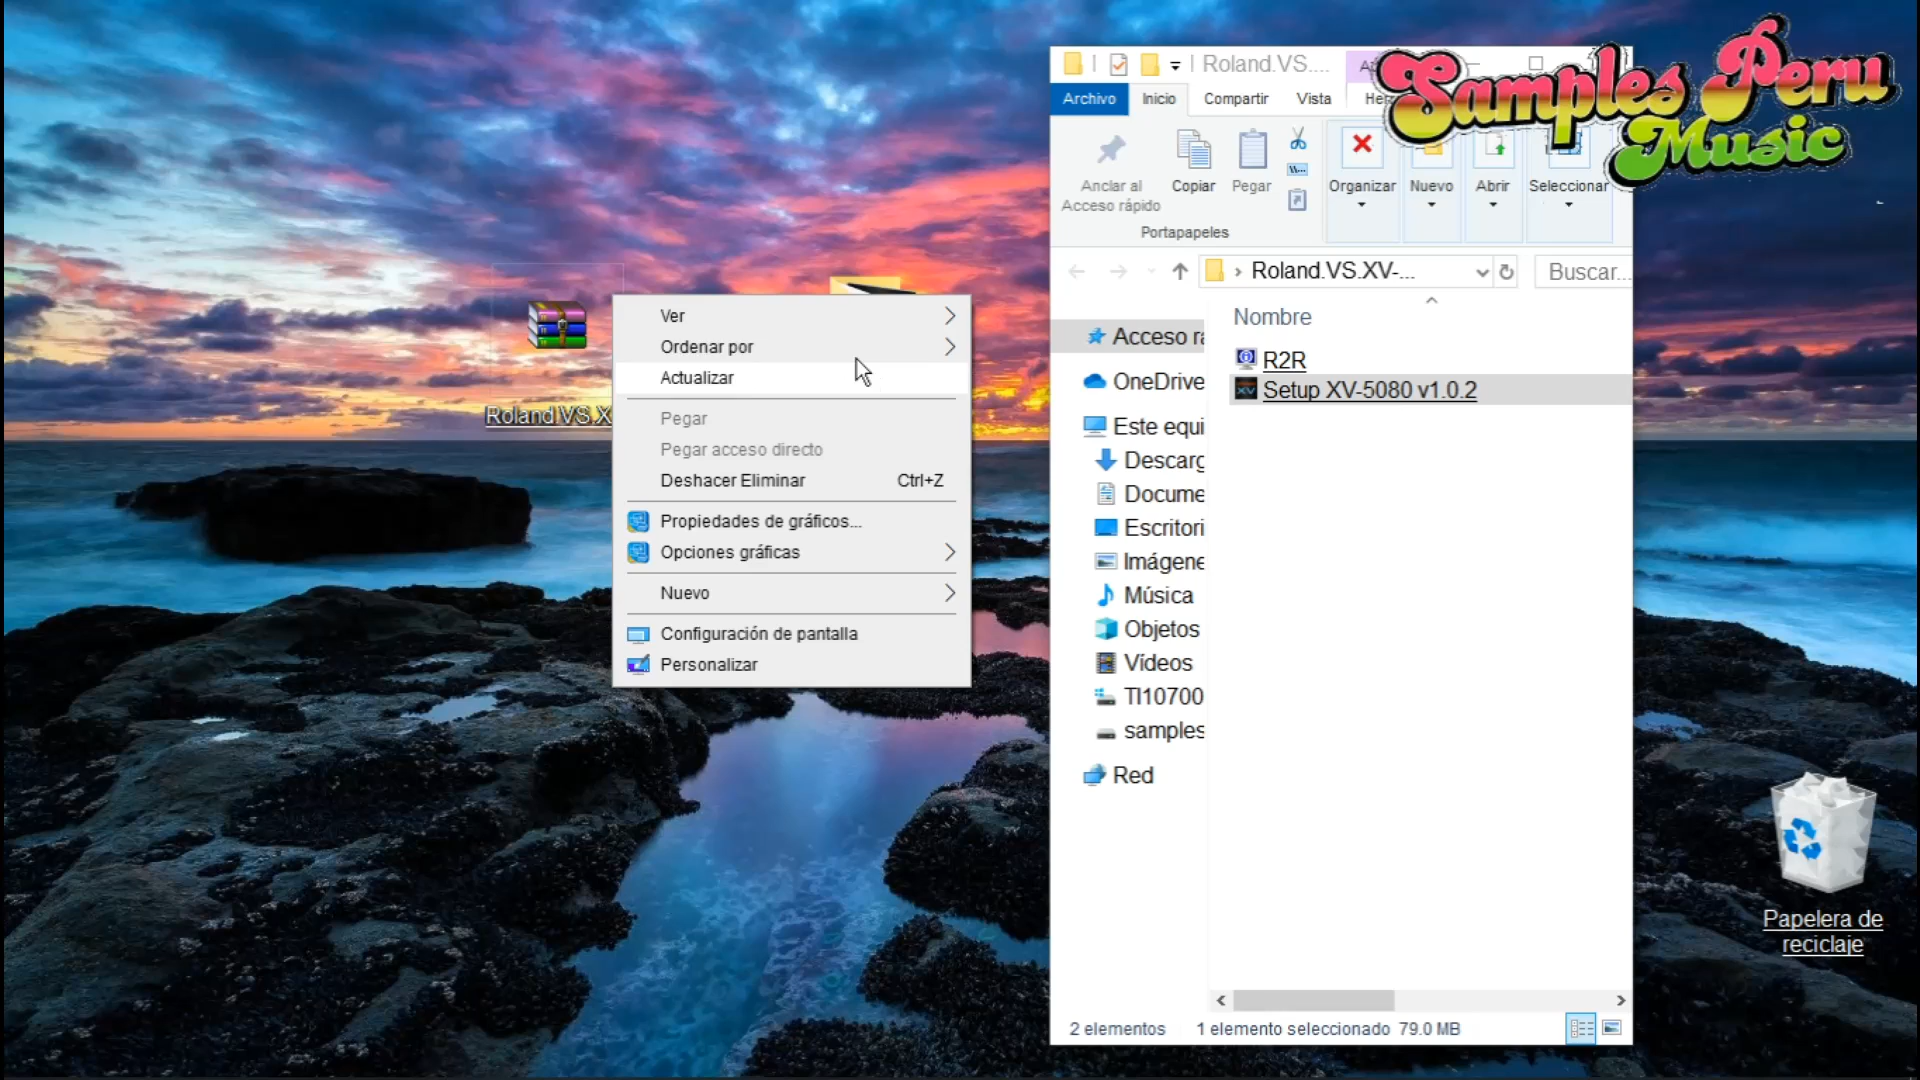 Samples Peru
Music
Roland.VS....
Archivo
Inicio
Compartir
Vista
Anclar al
Acceso rápido
Copiar
Pegar
Portapapeles
Organizar
Nuevo
Abrir
Seleccionar
Roland.VS.XV-...
Buscar...
Acceso rá
OneDrive
Este equi
Descarg
Docume
Escritori
Imágene
Música
Objetos
Vídeos
TI10700
samples
Red
Nombre
R2R
Setup XV-5080 v1.0.2
2 elementos
1 elemento seleccionado 79.0 MB
Roland VS.X
Ver
Ordenar por
Actualizar
Pegar
Pegar acceso directo
Deshacer Eliminar Ctrl+Z
Propiedades de gráficos...
Opciones gráficas
Nuevo
Configuración de pantalla
Personalizar
Papelera de
reciclaje